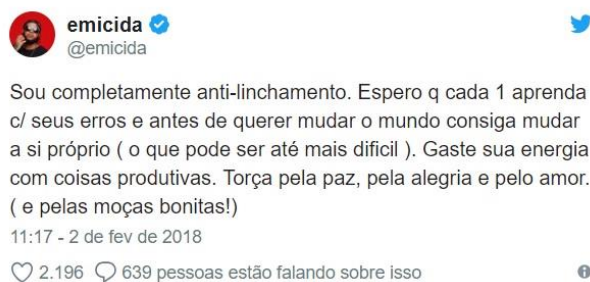 emicida
@emicida
Sou completamente anti-linchamento. Espero q cada 1 aprenda
c/ seus erros e antes de querer mudar o mundo consiga mudar
a si próprio ( o que pode ser até mais dificil ). Gaste sua energia
com coisas produtivas. Torça pela paz, pela alegria e pelo amor.
( e pelas moças bonitas!)
11:17 - 2 de fev de 2018
2.196 639 pessoas estão falando sobre isso